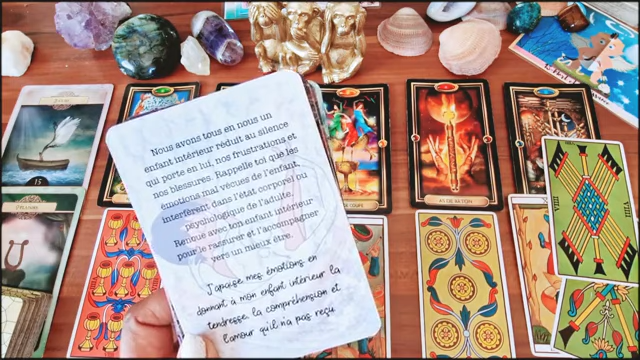 Nous avons tous en nous un
enfant intérieur réduit au silence
qui porte en lui, nos frustrations et
nos blessures. Rappelle toi que les
émotions mal vécues de l'enfant,
interfèrent dans l'état corporel ou
psychologique de l'adulte.
Renoue avec ton enfant intérieur
pour le rassurer et l'accompagner
vers un mieux être.
J'apaise mes émotions en
donnant à mon enfant intérieur la
tendresse, la compréhension et
l'amour qu'il n'a pas reçu.
15
AS DE BATON